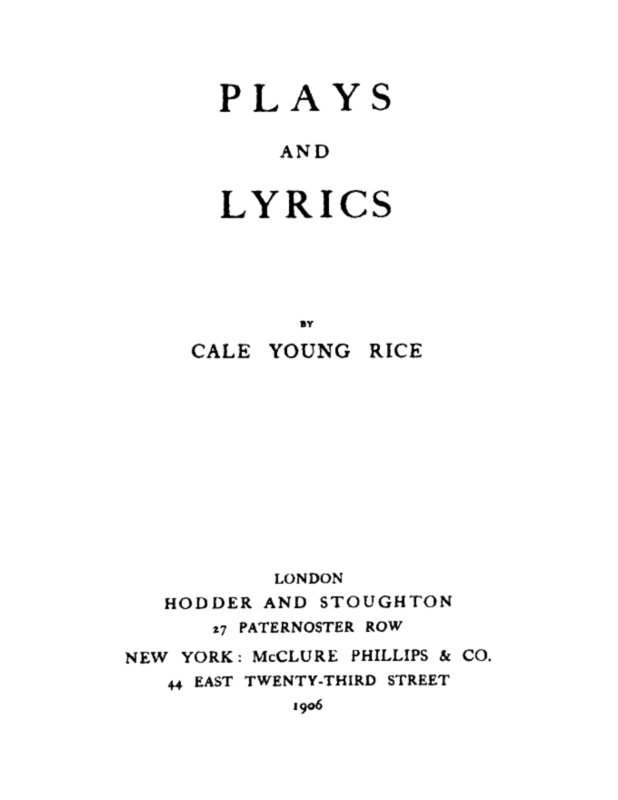 PLAYS
AND
LYRICS
BY
CALE YOUNG RICE
LONDON
HODDER AND STOUGHTON
27 PATERNOSTER ROW
NEW YORK: McCLURE PHILLIPS & CO.
44 EAST TWENTY-THIRD STREET
1906